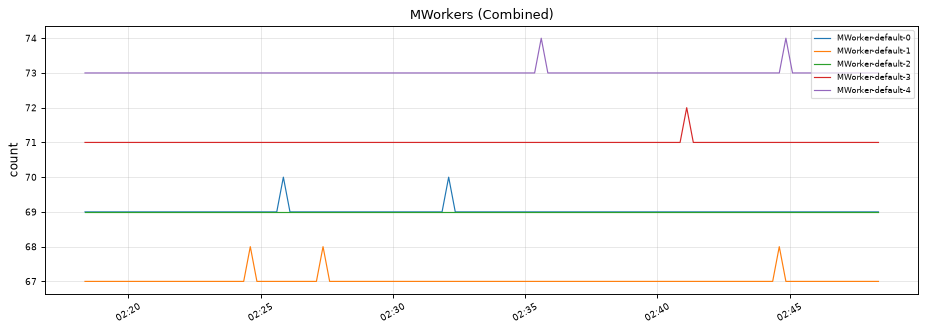 MWorkers (Combined)
count
74
73
72
71
70
69
68
67
02:20
02:25
02:30
02:35
02:40
02:45
MWorker-default-0
MWorker-default-1
MWorker-default-2
MWorker-default-3
MWorker-default-4